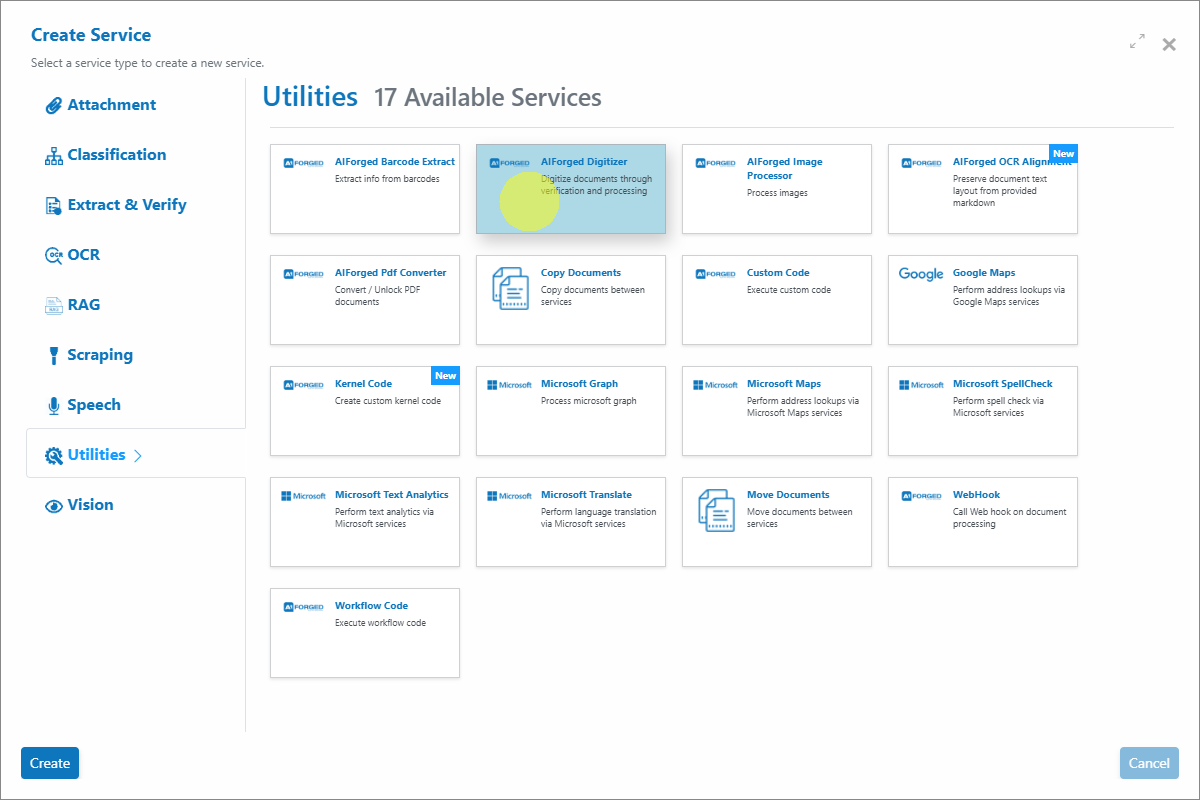 Create Service
Select a service type to create a new service.
Attachment
Classification
Extract & Verify
OCR
OCR
RAG
Scraping
Speech
Utilities
Vision
Utilities 17 Available Services
AIFORGED
AIForged Barcode Extract
Extract info from barcodes
AIFORGED
AIForged Digitizer
Digitize documents through
verification and processing
AIFORGED
AIForged Image
Processor
Process images
AIFORGED
AIForged OCR Alignment
New
Preserve document text
layout from provided
markdown
AIFORGED
AIForged Pdf Converter
Convert / Unlock PDF
documents
Copy Documents
Copy documents between
services
AIFORGED
Custom Code
Execute custom code
Google
Google Maps
Perform address lookups via
Google Maps services
AIFORGED
Kernel Code
New
Create custom kernel code
Microsoft
Microsoft Graph
Process microsoft graph
Microsoft
Microsoft Maps
Perform address lookups via
Microsoft Maps services
Microsoft
Microsoft SpellCheck
Perform spell check via
Microsoft services
Microsoft
Microsoft Text Analytics
Perform text analytics via
Microsoft services
Microsoft
Microsoft Translate
Perform language translation
via Microsoft services
Move Documents
Move documents between
services
AIFORGED
WebHook
Call Web hook on document
processing
AIFORGED
Workflow Code
Execute workflow code
Create
Cancel